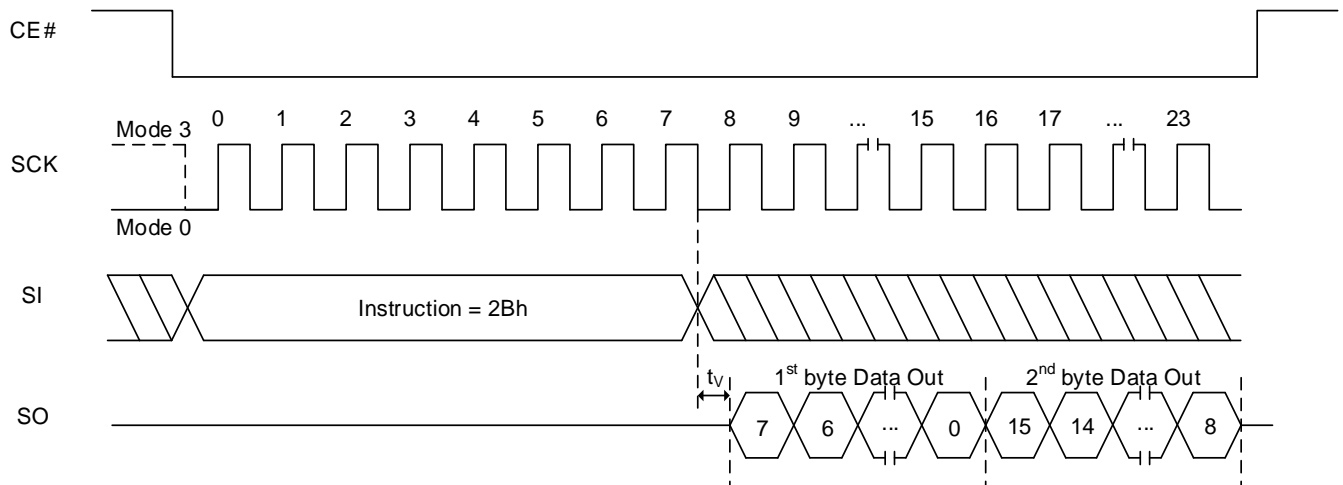 CE#
0 1 2 3 4 5 6 7 8 9 ... 15 16 17 ... 23
Mode 3
SCK
Mode 0
SI
Instruction = 2Bh
tV 1st byte Data Out 2nd byte Data Out
SO
7 6 ... 0 15 14 ... 8